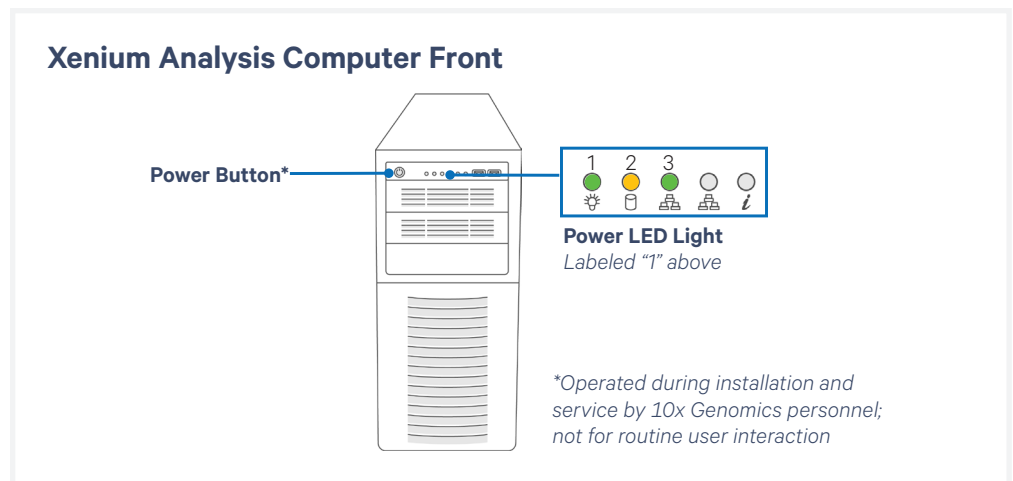 Xenium Analysis Computer Front
Power Button*
1 2 3
i
Power LED Light
Labeled “1” above
*Operated during installation and
service by 10x Genomics personnel;
not for routine user interaction